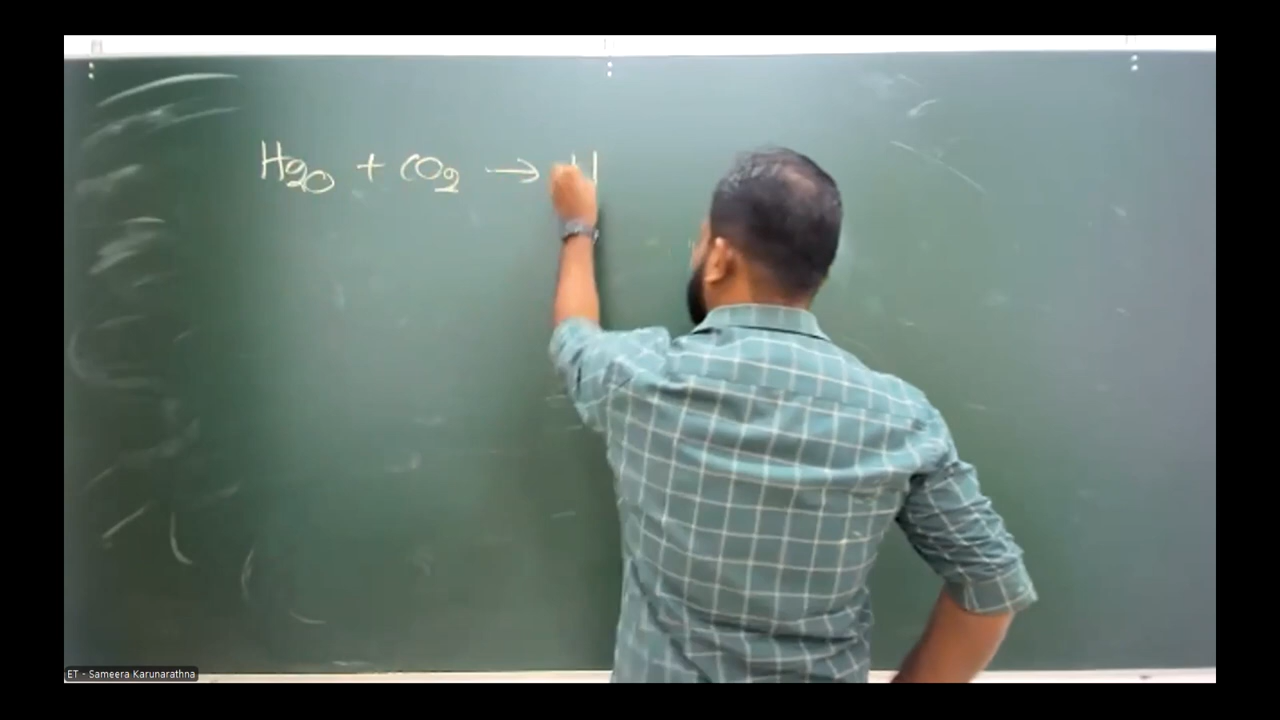 H₂O + CO₂ → H
ET - Sameera Karunarathna